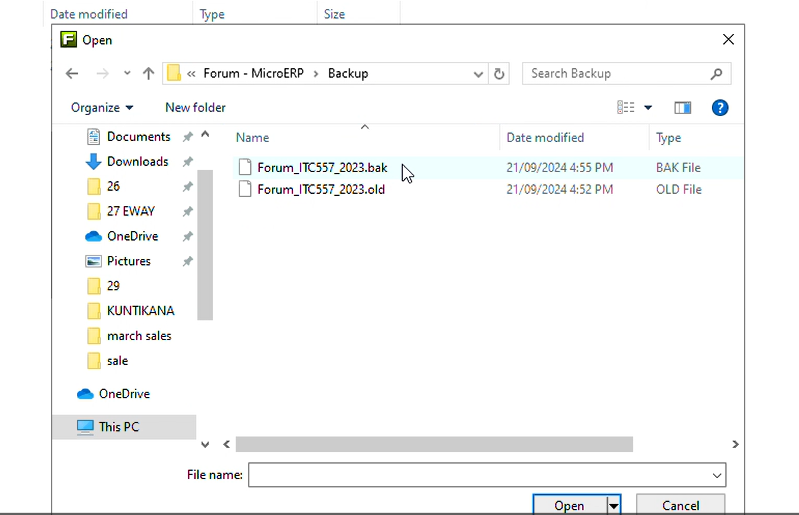 Date modified Type Size
Open
« Forum - MicroERP > Backup Search Backup
Organize New folder
Name Date modified Type
Documents
Downloads
26
27 EWAY
OneDrive
Pictures
29
KUNTIKANA
march sales
sale
OneDrive
This PC
Forum_ITC557_2023.bak 21/09/2024 4:55 PM BAK File
Forum_ITC557_2023.old 21/09/2024 4:52 PM OLD File
File name:
Open Cancel